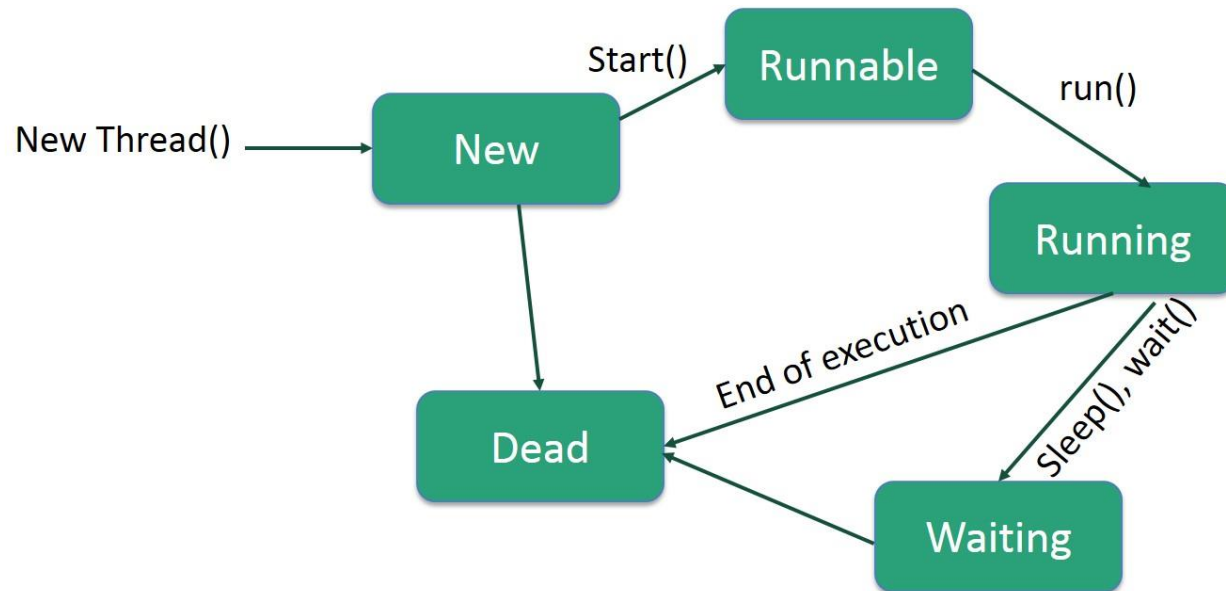 Start()
Runnable
run()
New Thread()
New
Running
End of execution
Sleep(), wait()
Dead
Waiting